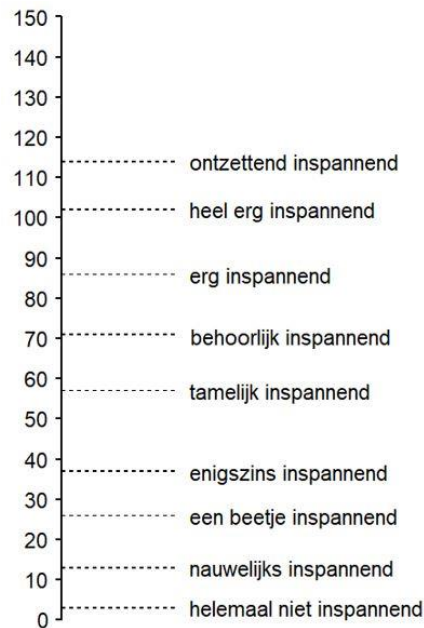 150
140
130
120
ontzettend inspannend
110
heel erg inspannend
100
90
erg inspannend
80
behoorlijk inspannend
70
60
tamelijk inspannend
50
40
enigszins inspannend
30
een beetje inspannend
20
nauwelijks inspannend
10
helemaal niet inspannend
0